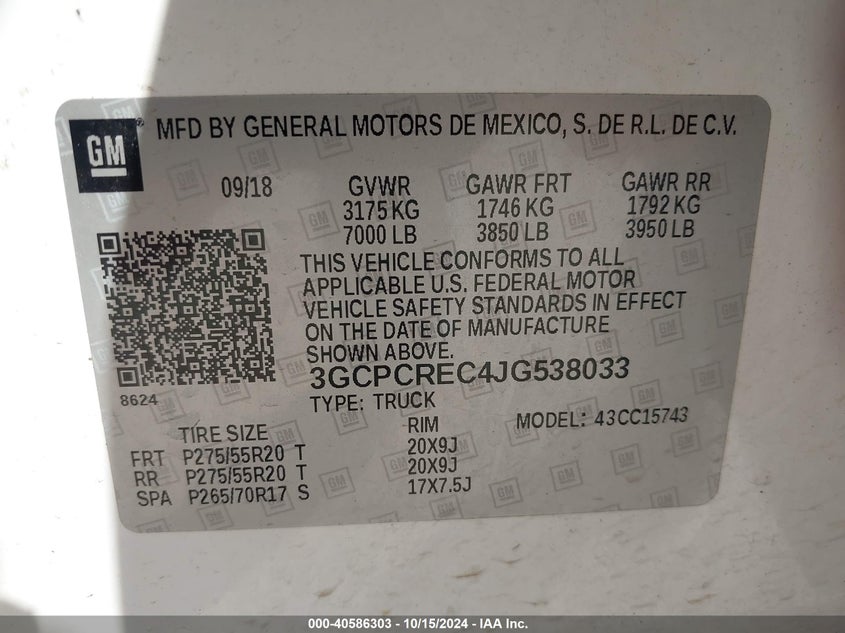 GM MFD BY GENERAL MOTORS DE MEXICO, S. DE R.L. DE C.V.
09/18 GVWR GAWR FRT GAWR RR
3175 KG 1746 KG 1792 KG
7000 LB 3850 LB 3950 LB
THIS VEHICLE CONFORMS TO ALL
APPLICABLE U.S. FEDERAL MOTOR
VEHICLE SAFETY STANDARDS IN EFFECT
ON THE DATE OF MANUFACTURE
SHOWN ABOVE.
3GCPCREC4JG538033
8624
TYPE: TRUCK
MODEL: 43CC15743
TIRE SIZE RIM
FRT P275/55R20 T 20X9J
RR P275/55R20 T 20X9J
SPA P265/70R17 S 17X7.5J
000-40586303 - 10/15/2024 - IAA Inc.